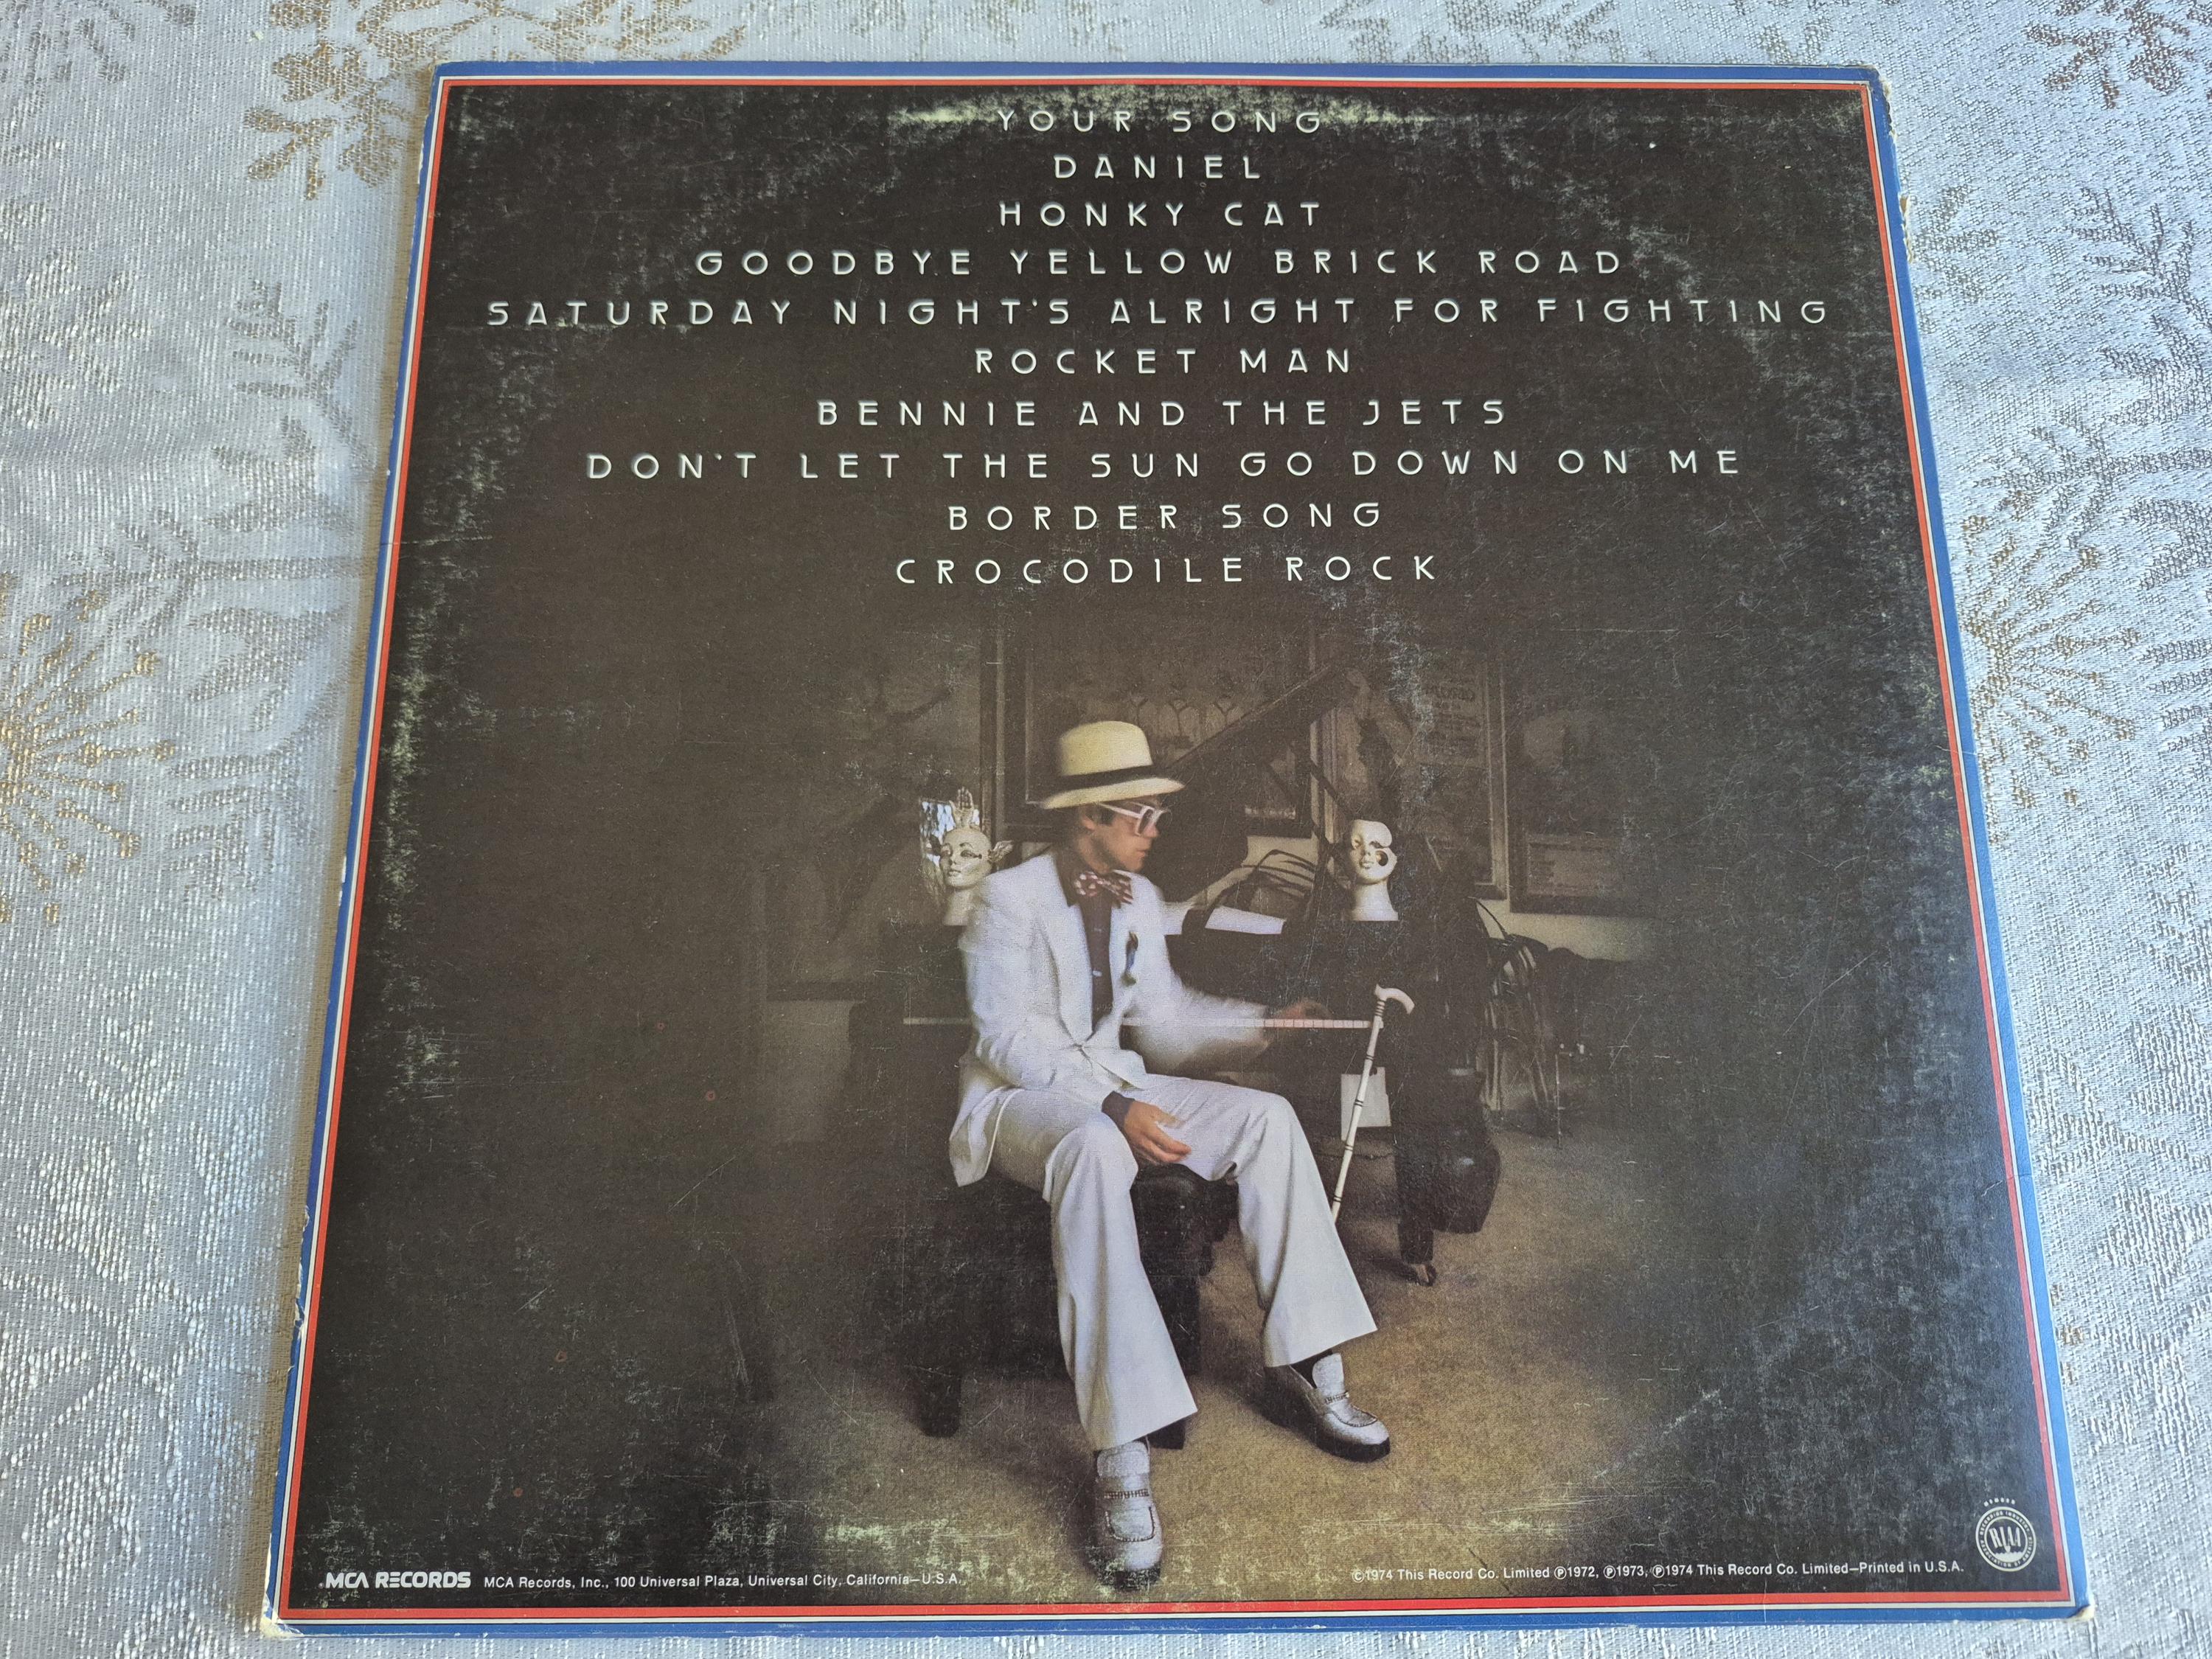 YOUR SONG
DANIEL
HONKY CAT
GOODBYE YELLOW BRICK ROAD
SATURDAY NIGHT'S ALRIGHT FOR FIGHTING
ROCKET MAN
BENNIE AND THE JETS
DON'T LET THE SUN GO DOWN ON ME
BORDER SONG
CROCODILE ROCK
MCA RECORDS MCA Records, Inc., 100 Universal Plaza, Universal City, California—U.S.A.
©1974 This Record Co. Limited ℗1972, ℗1973, ℗1974 This Record Co. Limited—Printed in U.S.A.
MEMBER
RIAA